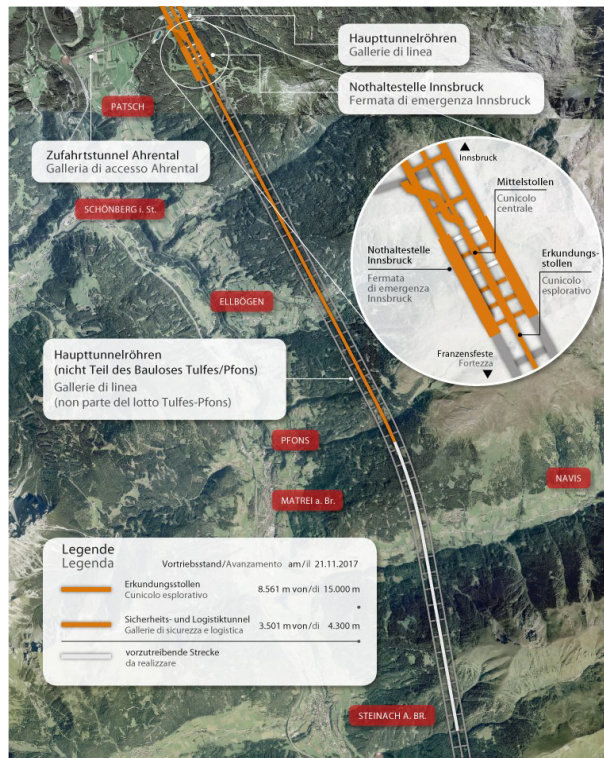 Haupttunnelröhren
Gallerie di linea
Nothaltestelle Innsbruck
Fermata di emergenza Innsbruck
PATSCH
Zufahrtstunnel Ahrental
Galleria di accesso Ahrental
SCHÖNBERG i. St.
ELLBÖGEN
Innsbruck
Mittelstollen
Cunicolo
centrale
Nothaltestelle
Innsbruck
Fermata
di emergenza
Innsbruck
Erkundungs-
stollen
Cunicolo
esplorativo
Franzensfeste
Fortezza
Haupttunnelröhren
(nicht Teil des Bauloses Tulfes/Pfons)
Gallerie di linea
(non parte del lotto Tulfes-Pfons)
PFONS
MATREI a. Br.
NAVIS
Legende
Legenda
Vortriebsstand/Avanzamento am/il 21.11.2017
Erkundungsstollen 8.561 m von/di 15.000 m
Cunicolo esplorativo
Sicherheits- und Logistiktunnel 3.501 m von/di 4.300 m
Gallerie di sicurezza e logistica
vorzutreibende Strecke
da realizzare
STEINACH A. BR.